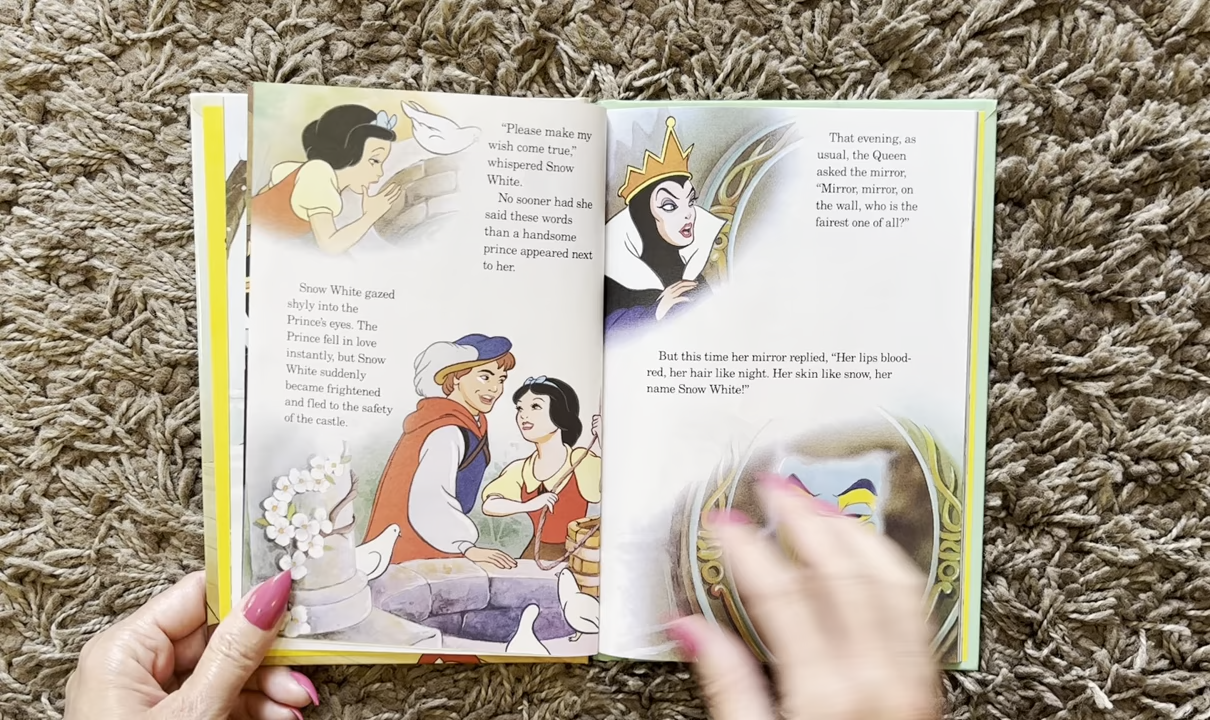 “Please make my
wish come true,”
whispered Snow
White.
No sooner had she
said these words
than a handsome
prince appeared next
to her.
Snow White gazed
shyly into the
Prince’s eyes. The
Prince fell in love
instantly, but Snow
White suddenly
became frightened
and fled to the safety
of the castle.
That evening, as
usual, the Queen
asked the mirror,
“Mirror, mirror, on
the wall, who is the
fairest one of all?”
But this time her mirror replied, “Her lips blood-
red, her hair like night. Her skin like snow, her
name Snow White!”